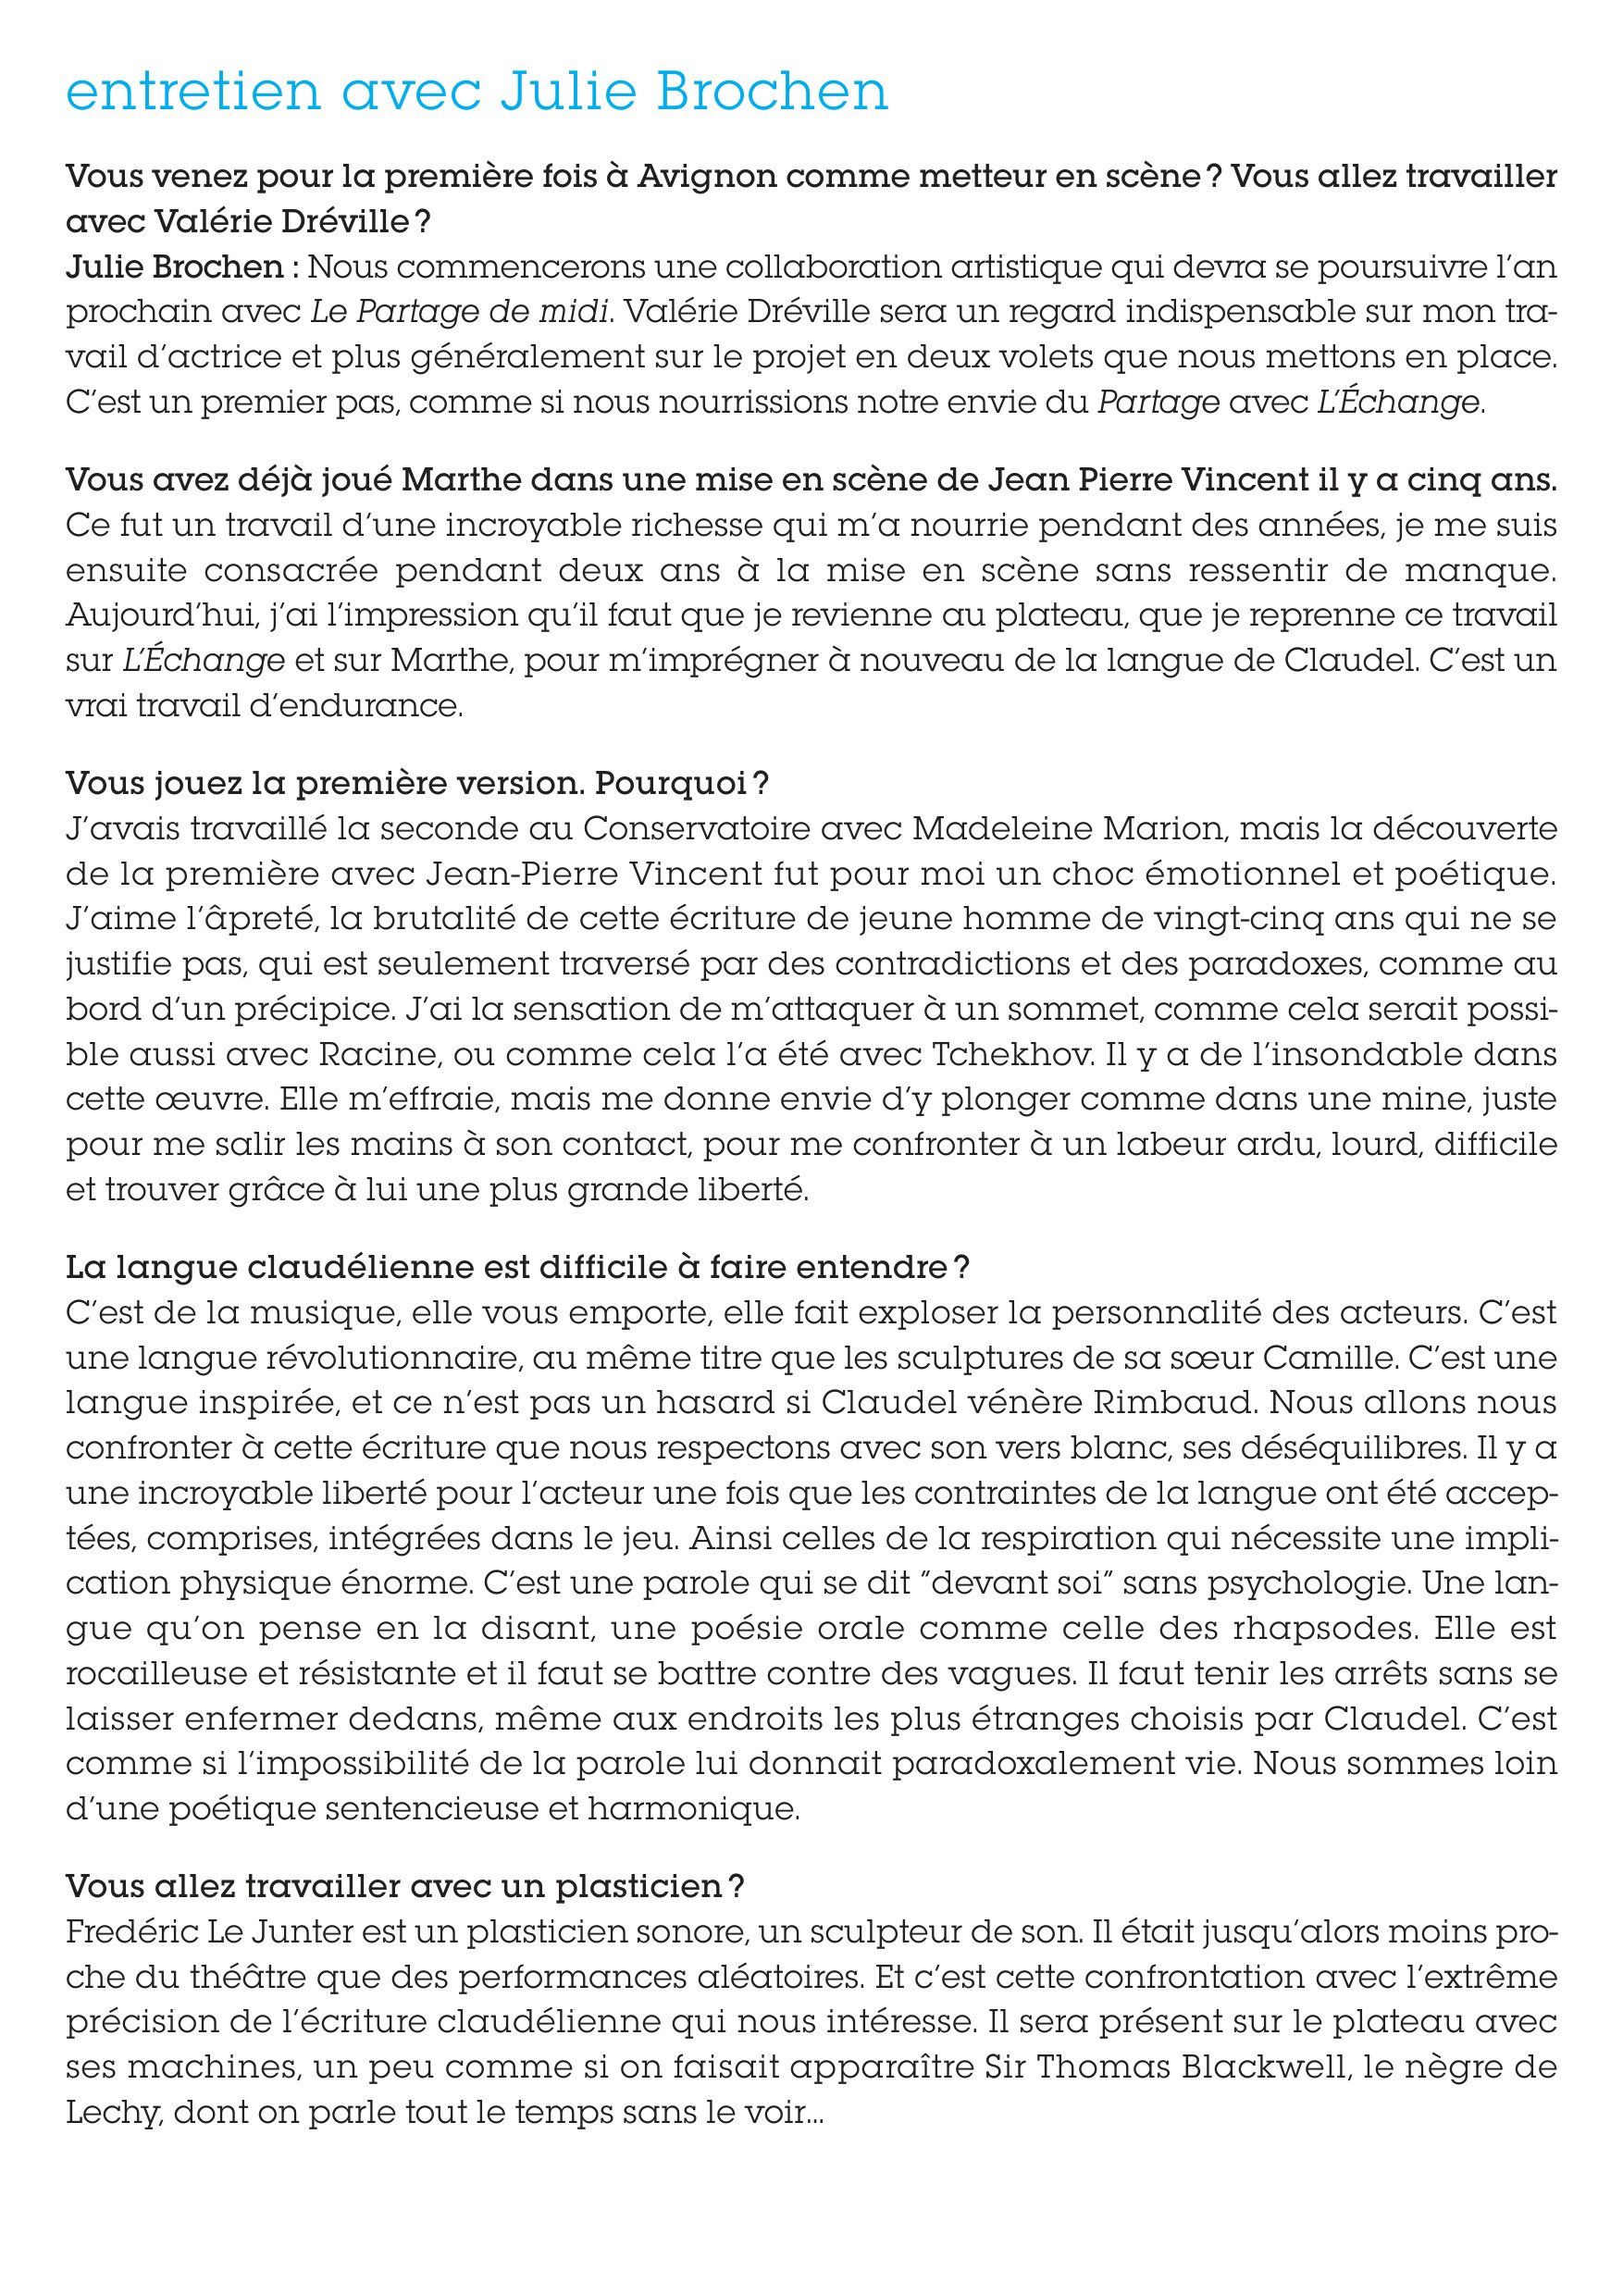 entretien avec Julie Brochen
Vous venez pour la première fois à Avignon comme metteur en scène ? Vous allez travailler
avec Valérie Dréville ?
Julie Brochen : Nous commencerons une collaboration artistique qui devra se poursuivre l’an
prochain avec Le Partage de midi. Valérie Dréville sera un regard indispensable sur mon tra-
vail d’actrice et plus généralement sur le projet en deux volets que nous mettons en place.
C’est un premier pas, comme si nous nourrissions notre envie du Partage avec L’Échange.
Vous avez déjà joué Marthe dans une mise en scène de Jean Pierre Vincent il y a cinq ans.
Ce fut un travail d’une incroyable richesse qui m’a nourrie pendant des années, je me suis
ensuite consacrée pendant deux ans à la mise en scène sans ressentir de manque.
Aujourd’hui, j’ai l’impression qu’il faut que je revienne au plateau, que je reprenne ce travail
sur L’Échange et sur Marthe, pour m’imprégner à nouveau de la langue de Claudel. C’est un
vrai travail d’endurance.
Vous jouez la première version. Pourquoi ?
J’avais travaillé la seconde au Conservatoire avec Madeleine Marion, mais la découverte
de la première avec Jean-Pierre Vincent fut pour moi un choc émotionnel et poétique.
J’aime l’âpreté, la brutalité de cette écriture de jeune homme de vingt-cinq ans qui ne se
justifie pas, qui est seulement traversé par des contradictions et des paradoxes, comme au
bord d’un précipice. J’ai la sensation de m’attaquer à un sommet, comme cela serait possi-
ble aussi avec Racine, ou comme cela l’a été avec Tchekhov. Il y a de l’insondable dans
cette œuvre. Elle m’effraie, mais me donne envie d’y plonger comme dans une mine, juste
pour me salir les mains à son contact, pour me confronter à un labeur ardu, lourd, difficile
et trouver grâce à lui une plus grande liberté.
La langue claudélienne est difficile à faire entendre ?
C’est de la musique, elle vous emporte, elle fait exploser la personnalité des acteurs. C’est
une langue révolutionnaire, au même titre que les sculptures de sa sœur Camille. C’est une
langue inspirée, et ce n’est pas un hasard si Claudel vénère Rimbaud. Nous allons nous
confronter à cette écriture que nous respectons avec son vers blanc, ses déséquilibres. Il y a
une incroyable liberté pour l’acteur une fois que les contraintes de la langue ont été accep-
tées, comprises, intégrées dans le jeu. Ainsi celles de la respiration qui nécessite une impli-
cation physique énorme. C’est une parole qui se dit ″devant soi″ sans psychologie. Une lan-
gue qu’on pense en la disant, une poésie orale comme celle des rhapsodes. Elle est
rocailleuse et résistante et il faut se battre contre des vagues. Il faut tenir les arrêts sans se
laisser enfermer dedans, même aux endroits les plus étranges choisis par Claudel. C’est
comme si l’impossibilité de la parole lui donnait paradoxalement vie. Nous sommes loin
d’une poétique sentencieuse et harmonique.
Vous allez travailler avec un plasticien ?
Fredéric Le Junter est un plasticien sonore, un sculpteur de son. Il était jusqu’alors moins pro-
che du théâtre que des performances aléatoires. Et c’est cette confrontation avec l’extrême
précision de l’écriture claudélienne qui nous intéresse. Il sera présent sur le plateau avec
ses machines, un peu comme si on faisait apparaître Sir Thomas Blackwell, le nègre de
Lechy, dont on parle tout le temps sans le voir...